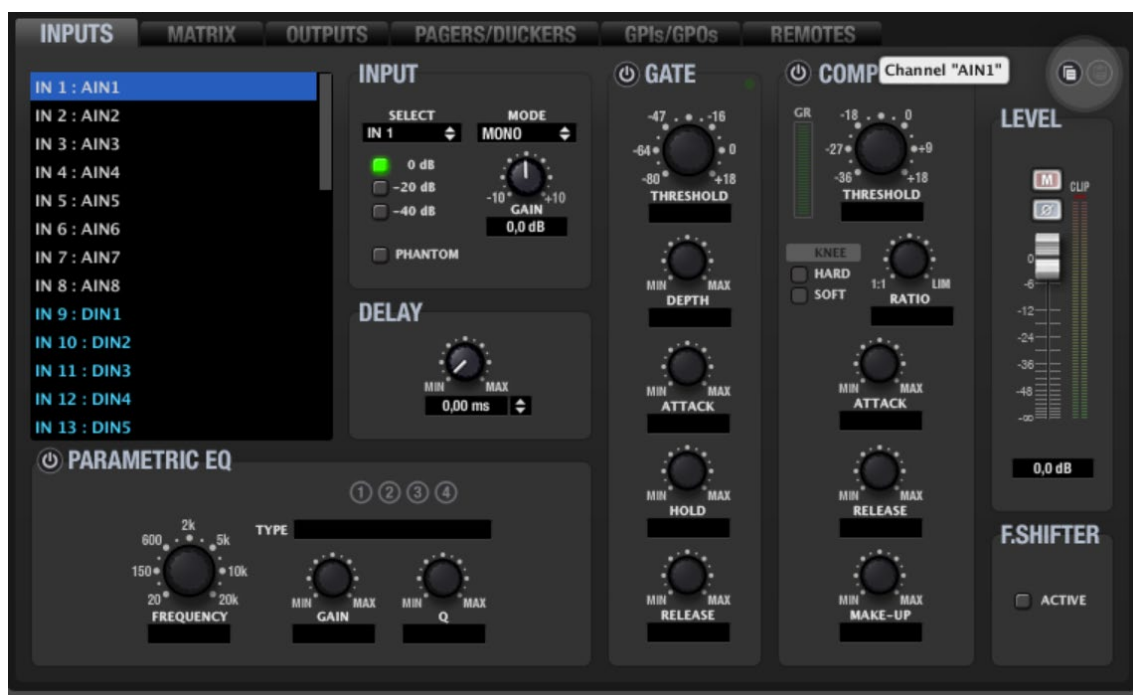 INPUTS MATRIX OUTPUTS PAGERS/DUCKERS GPIs/GPOs REMOTES
Channel "AIN1"
IN 1 : AIN1
IN 2 : AIN2
IN 3 : AIN3
IN 4 : AIN4
IN 5 : AIN5
IN 6 : AIN6
IN 7 : AIN7
IN 8 : AIN8
IN 9 : DIN1
IN 10 : DIN2
IN 11 : DIN3
IN 12 : DIN4
IN 13 : DIN5
INPUT
SELECT MODE
IN 1 MONO
0 dB
-20 dB
-40 dB
-10 +10
GAIN
0,0 dB
PHANTOM
DELAY
MIN MAX
0,00 ms
PARAMETRIC EQ
1 2 3 4
TYPE
2k
600 5k
150 10k
20 20k
FREQUENCY
MIN MAX
GAIN
MIN MAX
Q
GATE
-47 -16
-64 0
-80 +18
THRESHOLD
MIN MAX
DEPTH
MIN MAX
ATTACK
MIN MAX
HOLD
MIN MAX
RELEASE
COMP
GR
-18 0
-27 +9
-36 +18
THRESHOLD
KNEE
HARD
SOFT
1:1 LIM
RATIO
MIN MAX
ATTACK
MIN MAX
RELEASE
MIN MAX
MAKE-UP
LEVEL
M
CLIP
Ø
0
-6
-12
-24
-36
-48
-∞
0,0 dB
F.SHIFTER
ACTIVE